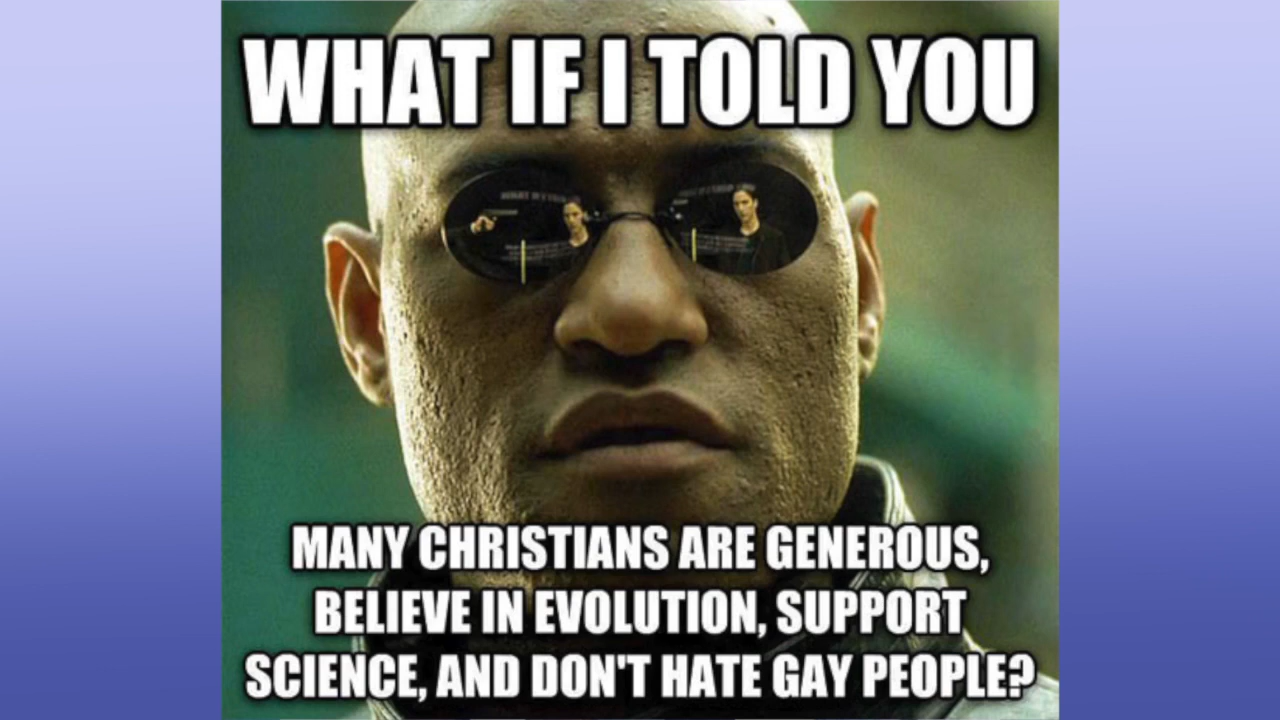 WHAT IF I TOLD YOU
MANY CHRISTIANS ARE GENEROUS,
BELIEVE IN EVOLUTION, SUPPORT
SCIENCE, AND DON'T HATE GAY PEOPLE?